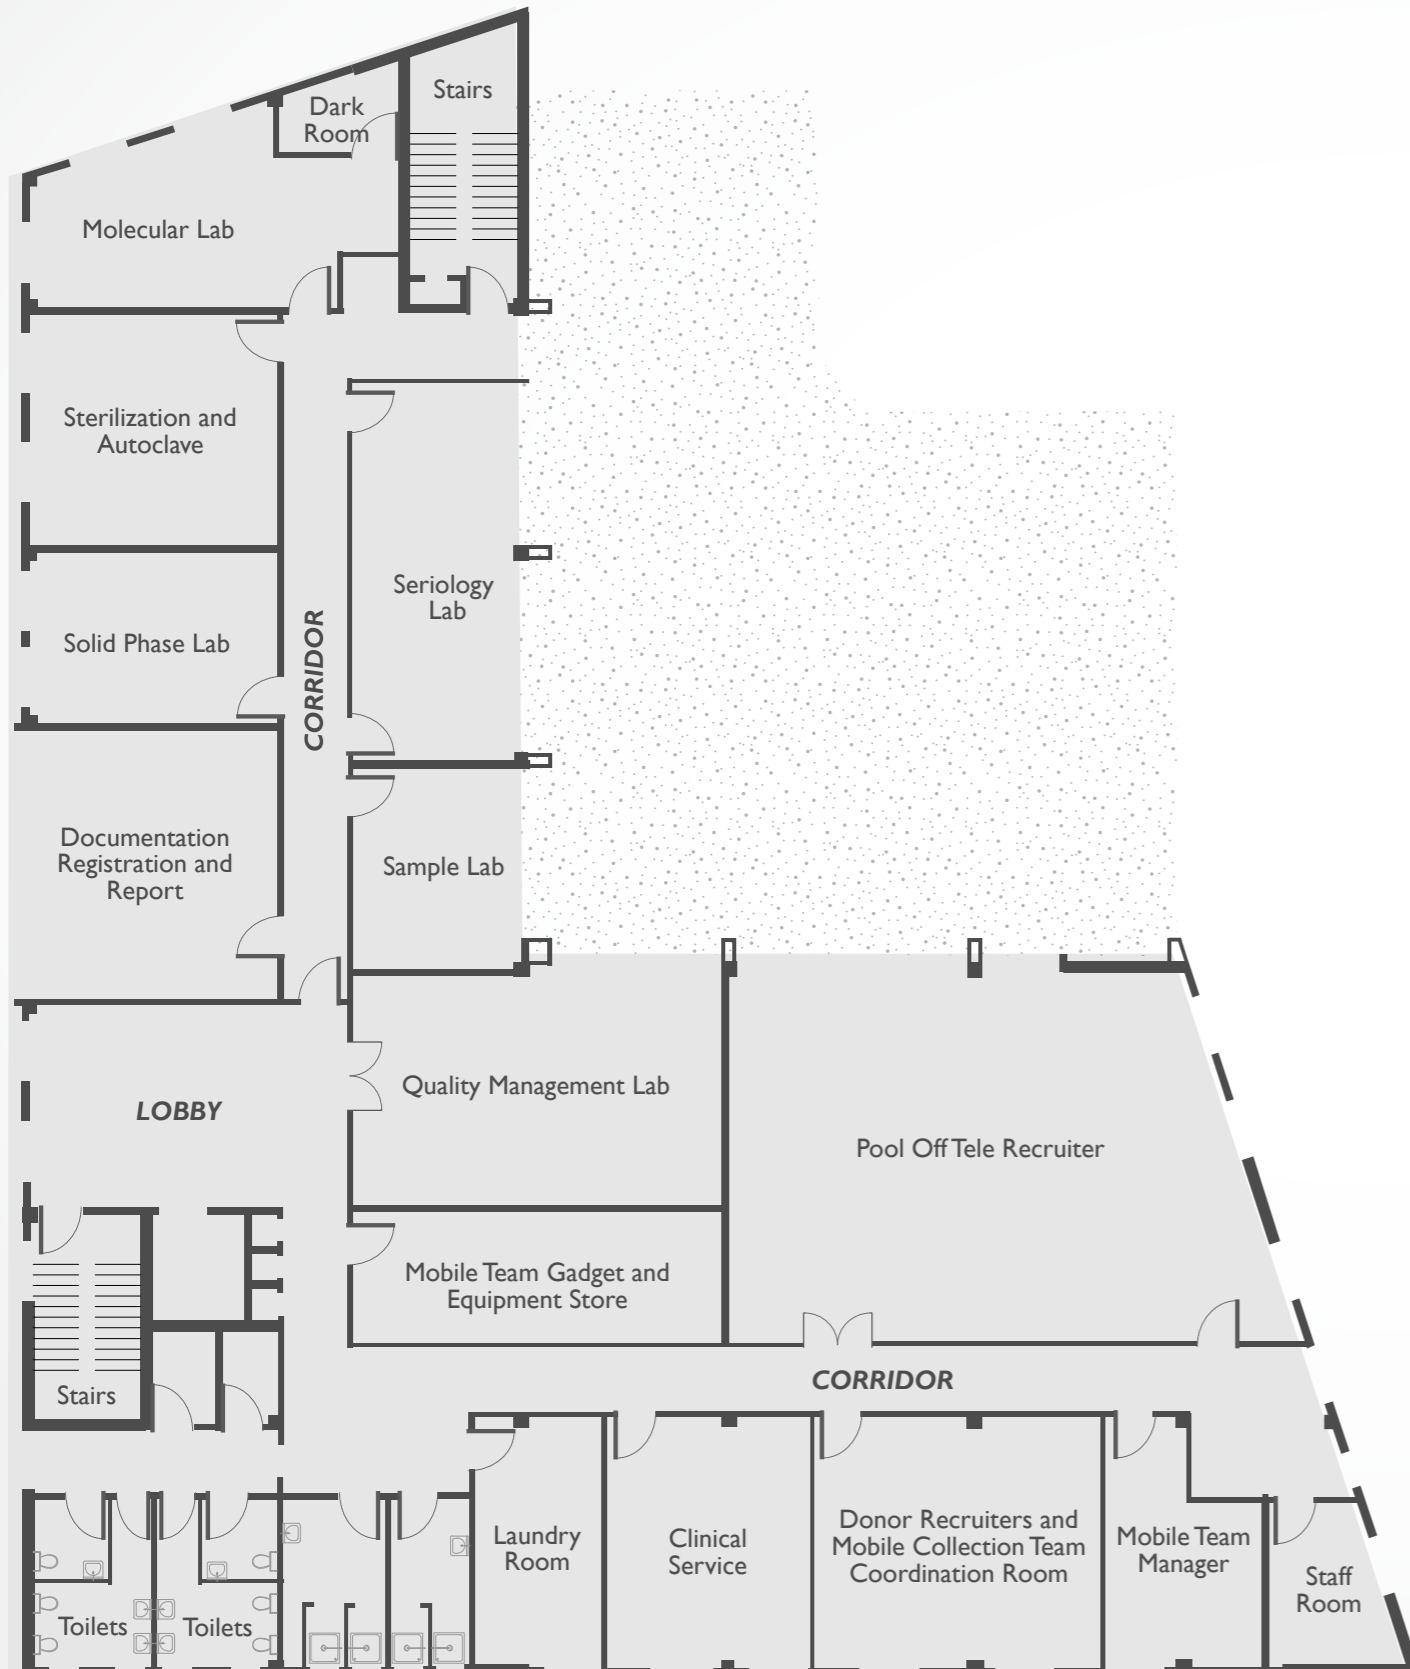 Stairs
Dark
Room
Molecular Lab
Sterilization and
Autoclave
Seriology
Lab
CORRIDOR
Solid Phase Lab
Documentation
Registration and
Report
Sample Lab
Quality Management Lab
LOBBY
Pool Off Tele Recruiter
Mobile Team Gadget and
Equipment Store
CORRIDOR
Stairs
Laundry
Room
Clinical
Service
Donor Recruiters and
Mobile Collection Team
Coordination Room
Mobile Team
Manager
Staff
Room
Toilets
Toilets